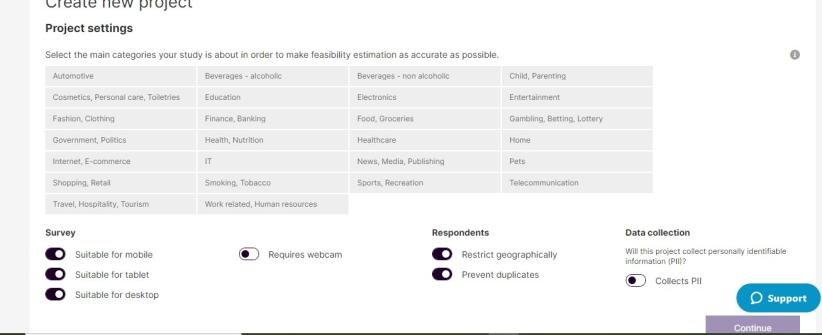 Create new project
Project settings
Select the main categories your study is about in order to make feasibility estimation as accurate as possible.
Automotive
Beverages - alcoholic
Beverages - non alcoholic
Child, Parenting
Cosmetics, Personal care, Toiletries
Education
Electronics
Entertainment
Fashion, Clothing
Finance, Banking
Food, Groceries
Gambling, Betting, Lottery
Government, Politics
Health, Nutrition
Healthcare
Home
Internet, E-commerce
IT
News, Media, Publishing
Pets
Shopping, Retail
Smoking, Tobacco
Sports, Recreation
Telecommunication
Travel, Hospitality, Tourism
Work related, Human resources
Survey
Suitable for mobile
Suitable for tablet
Suitable for desktop
Requires webcam
Respondents
Restrict geographically
Prevent duplicates
Data collection
Will this project collect personally identifiable
information (PII)?
Collects PII
Support
Continue